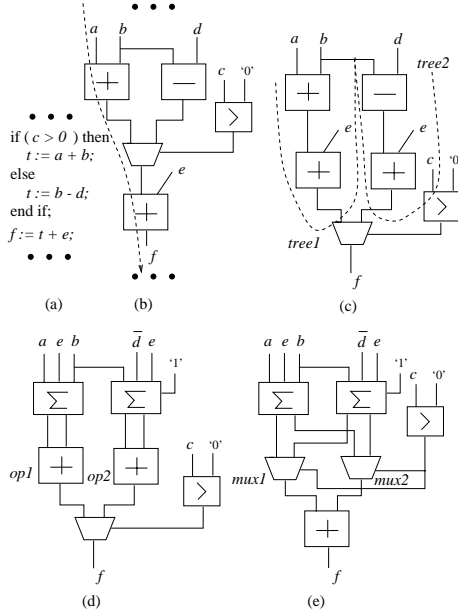 a b d
+ − c '0'
>
e
+
f
if ( c > 0 ) then
t := a + b;
else
t := b - d;
end if;
f := t + e;
(a) (b)
a b d
tree2
+ −
e e
+ + c '0'
>
tree1
f
(c)
a e b d̅ e
'1'
Σ Σ
c '0'
op1 + op2 + >
f
(d)
a e b d̅ e
'1'
Σ Σ c '0'
>
mux1 mux2
+
f
(e)